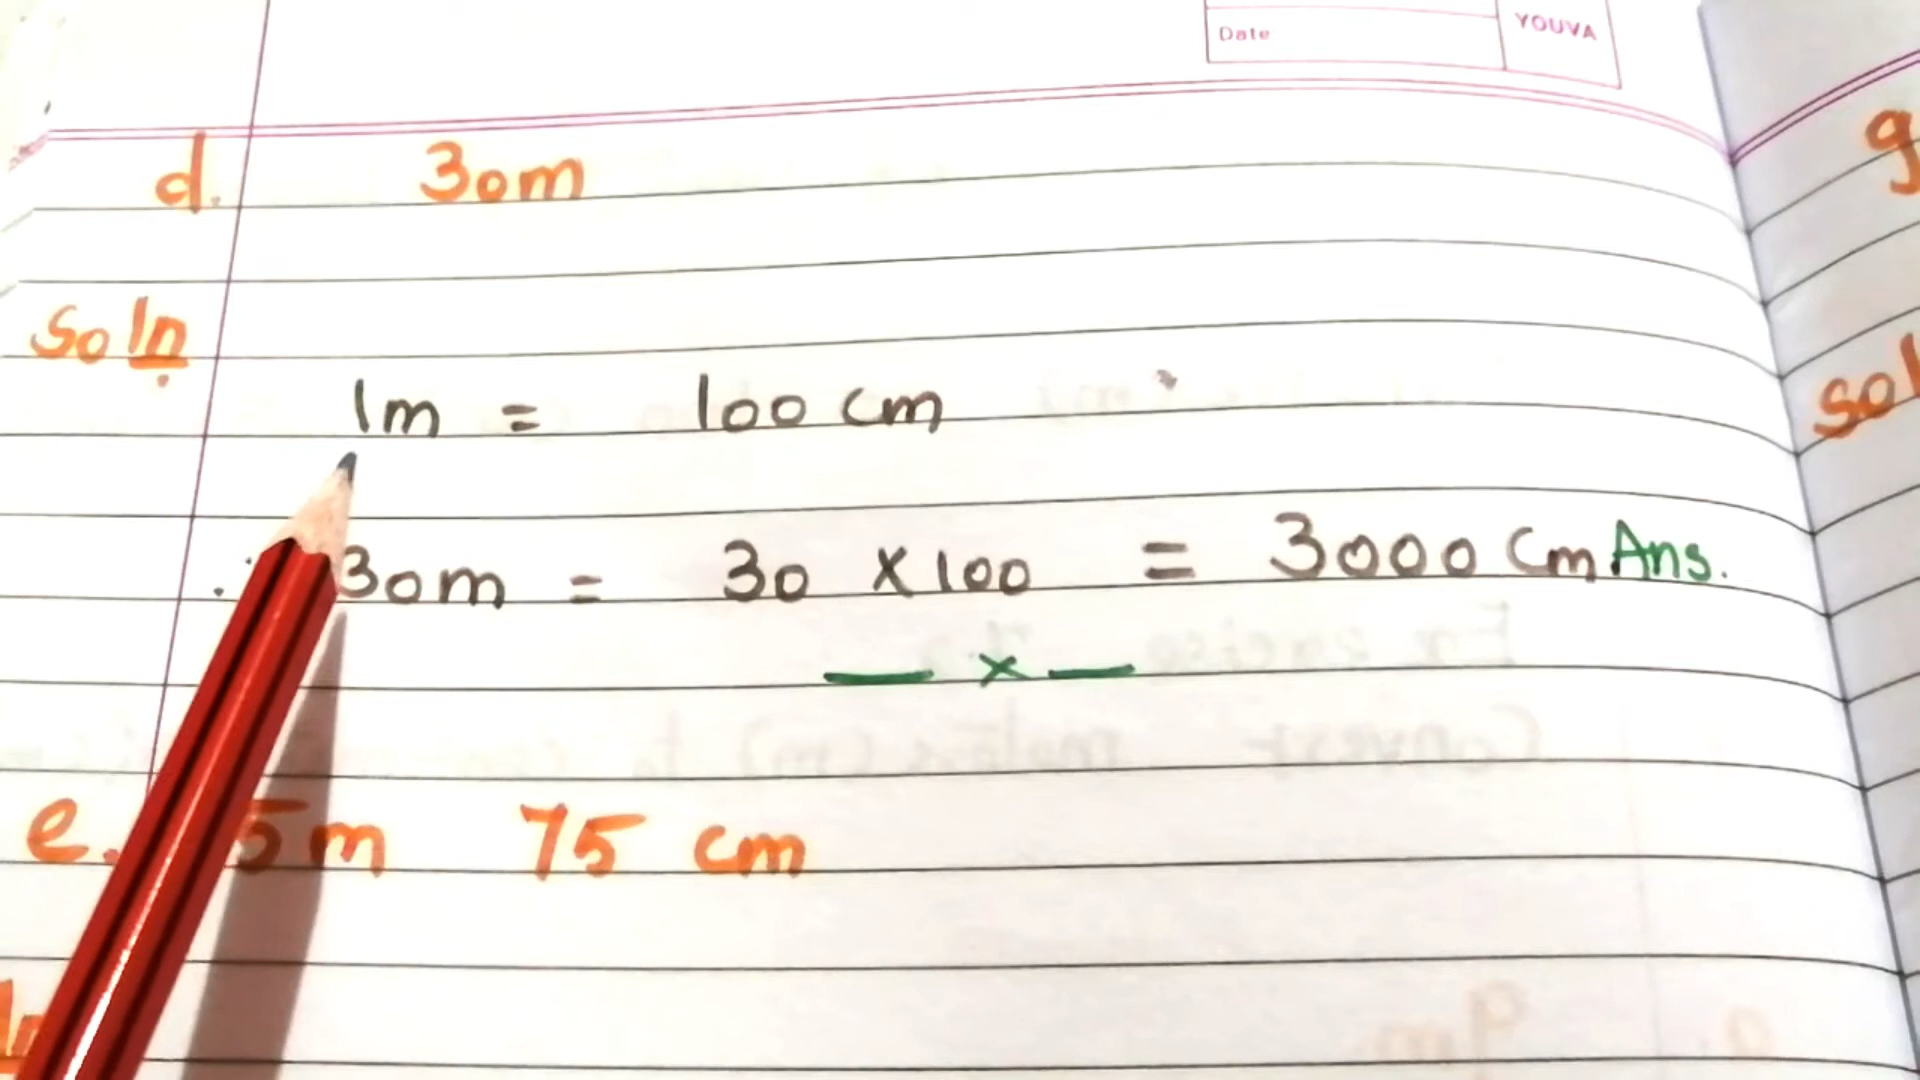 Date
YOUVA
d. 30m
Soln
1m = 100 cm
∴ 30m = 30 × 100 = 3000 cm Ans.
— × —
e. 5m 75 cm
g
Sol